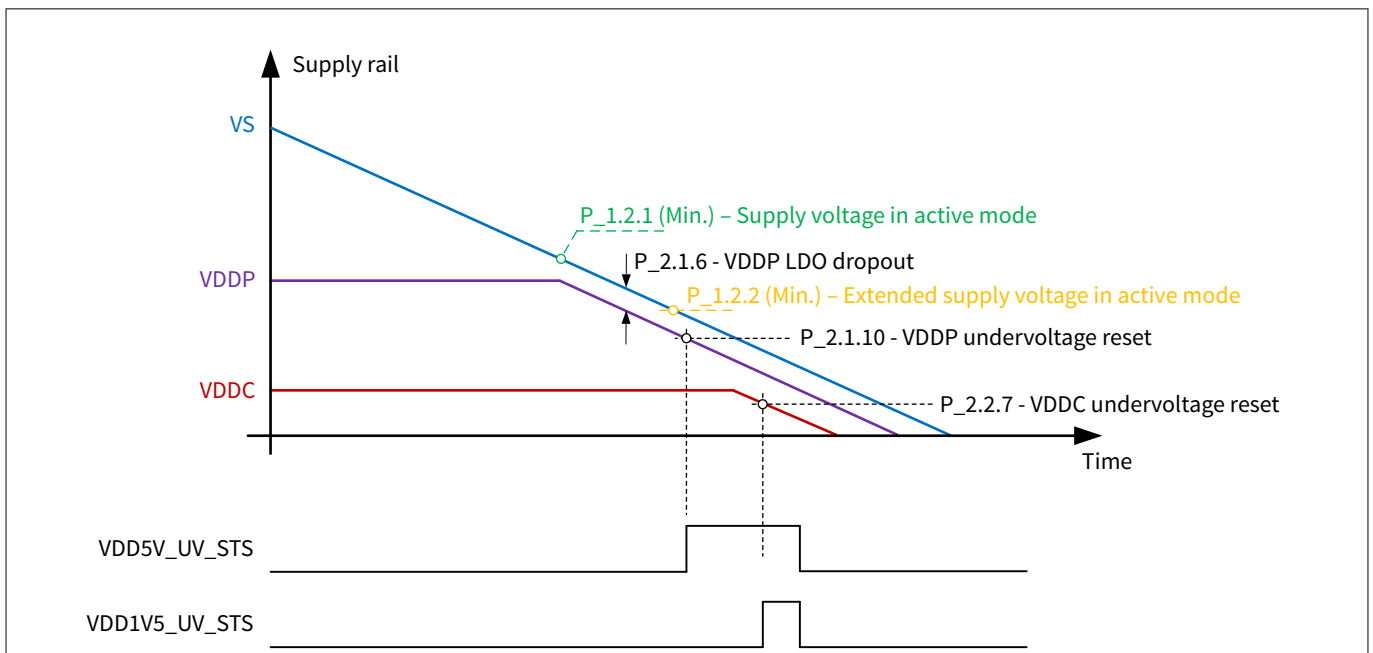 Supply rail
VS
P_1.2.1 (Min.) – Supply voltage in active mode
P_2.1.6 - VDDP LDO dropout
VDDP
P_1.2.2 (Min.) – Extended supply voltage in active mode
P_2.1.10 - VDDP undervoltage reset
VDDC
P_2.2.7 - VDDC undervoltage reset
Time
VDD5V_UV_STS
VDD1V5_UV_STS